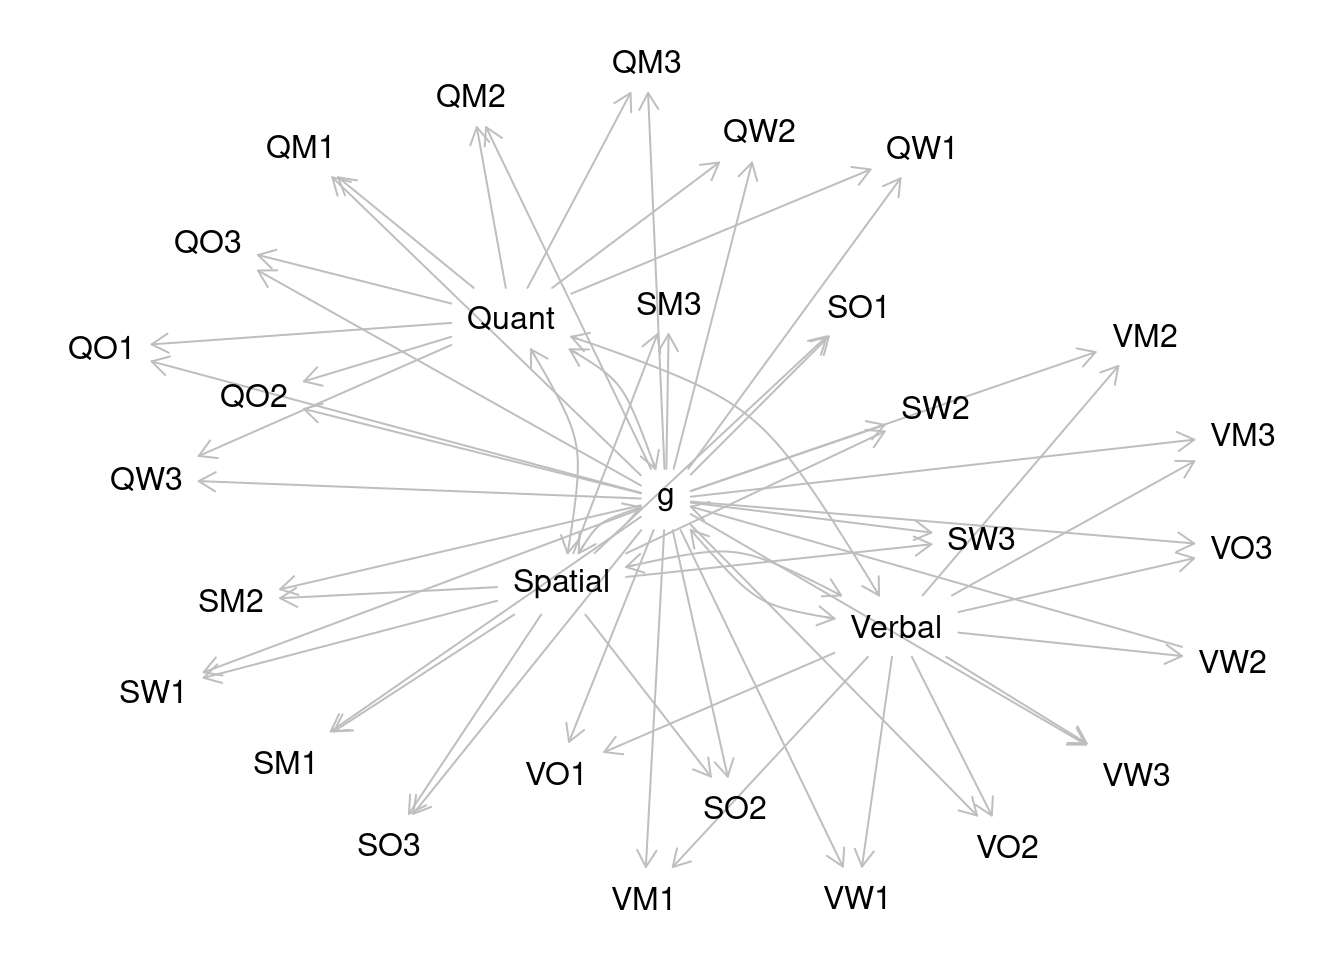 QM3
QM2
QW2
QM1
QW1
QO3
SM3
SO1
Quant
VM2
QO1
QO2
SW2
VM3
QW3
g
SW3
VO3
Spatial
SM2
Verbal
VW2
SW1
SM1
VO1
VW3
SO2
SO3
VO2
VM1
VW1